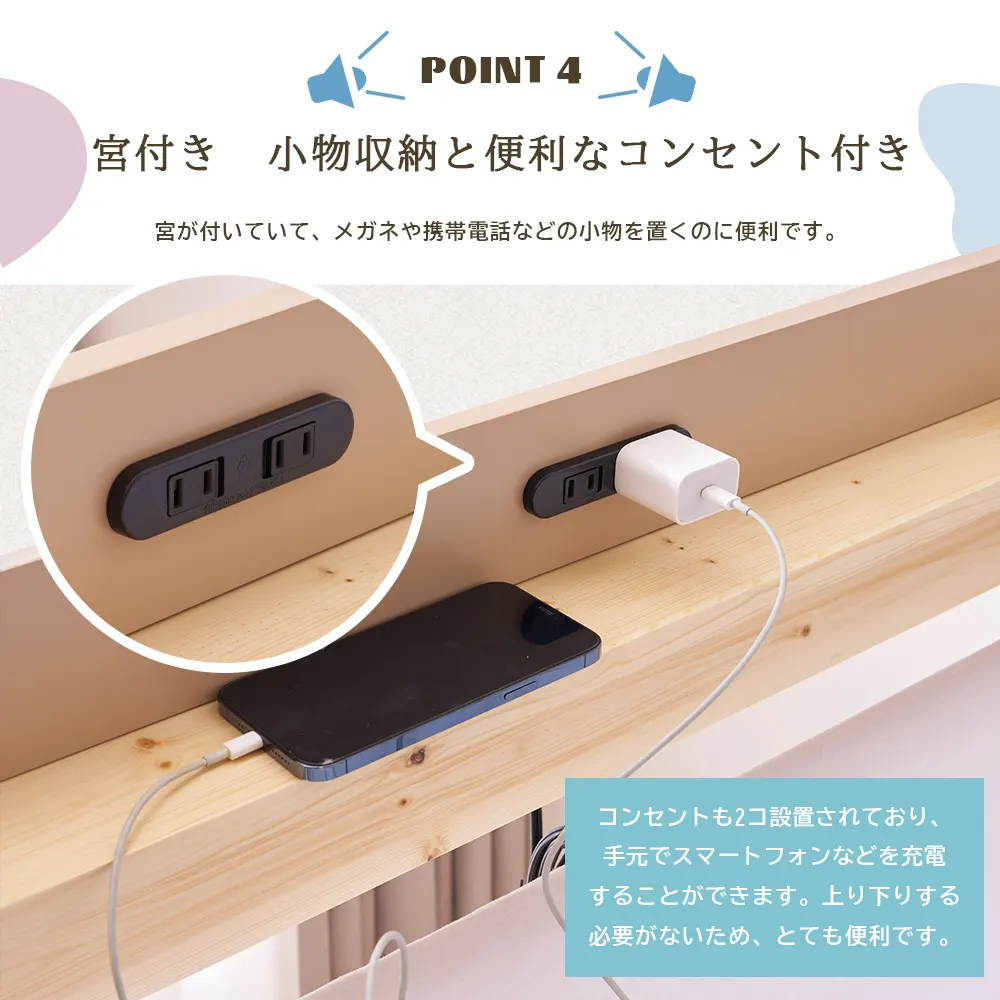 POINT 4
宮付き　小物収納と便利なコンセント付き
宮が付いていて、メガネや携帯電話などの小物を置くのに便利です。
コンセントも2コ設置されており、
手元でスマートフォンなどを充電
することができます。上り下りする
必要がないため、とても便利です。